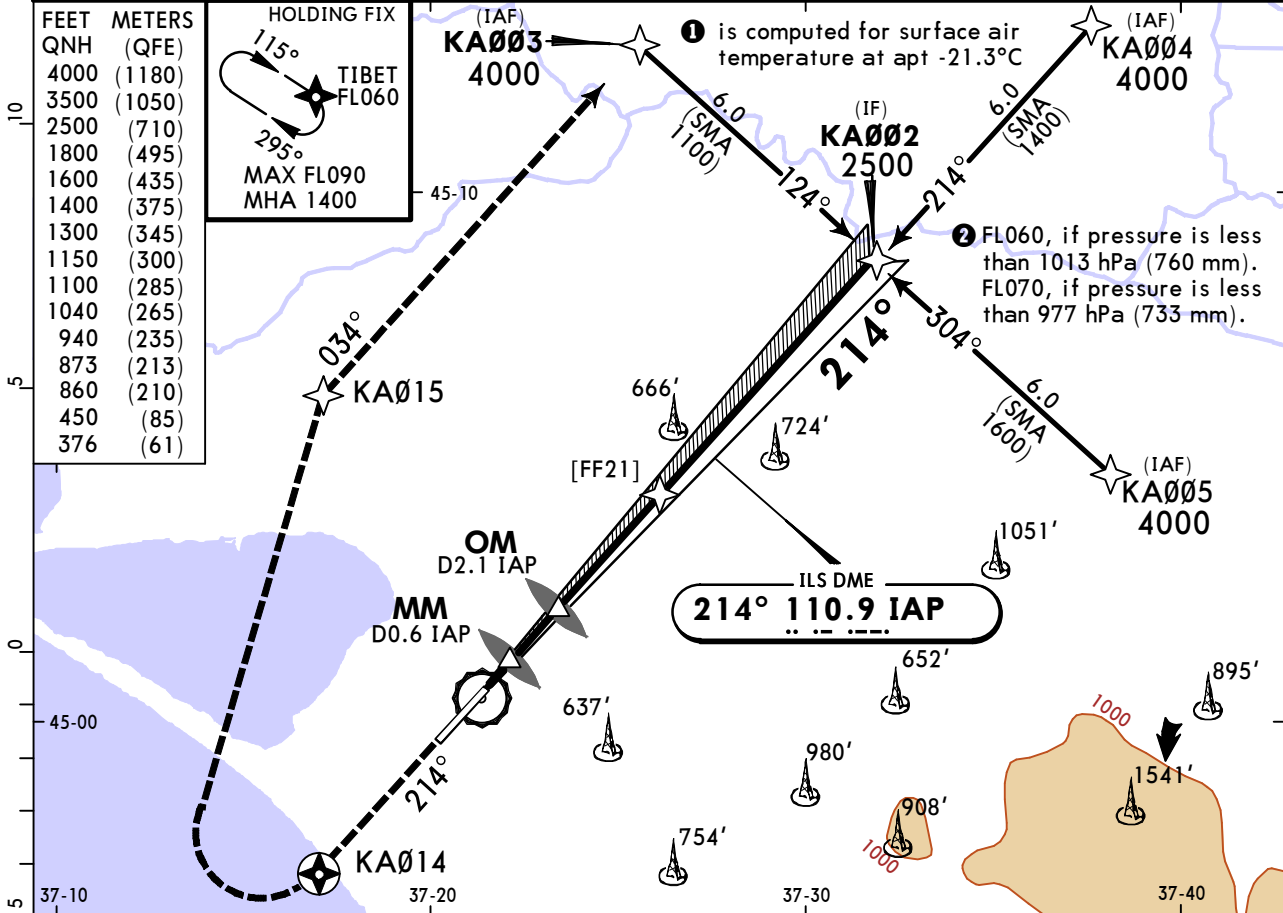 FEET METERS
QNH (QFE)
4000 (1180)
3500 (1050)
2500 (710)
1800 (495)
1600 (435)
1400 (375)
1300 (345)
1150 (300)
1100 (285)
1040 (265)
940 (235)
873 (213)
860 (210)
450 (85)
376 (61)
HOLDING FIX
115°
TIBET
FL060
295°
MAX FL090
MHA 1400
(IAF)
KAØØ3
4000
❶ is computed for surface air
temperature at apt -21.3°C
(IAF)
KAØØ4
4000
6.0
(SMA
1100)
124°
(IF)
KAØØ2
2500
6.0
(SMA
1400)
214°
10
45-10
❷ FL060, if pressure is less
than 1013 hPa (760 mm).
FL070, if pressure is less
than 977 hPa (733 mm).
034°
KAØ15
214°
304°
6.0
(SMA
1600)
(IAF)
KAØØ5
4000
5
666'
724'
[FF21]
1051'
OM
D2.1 IAP
ILS DME
214° 110.9 IAP
.. .- .--.
MM
D0.6 IAP
0
45-00
637'
652'
895'
1000
980'
1541'
908'
1000
754'
214°
KAØ14
5
37-10
37-20
37-30
37-40